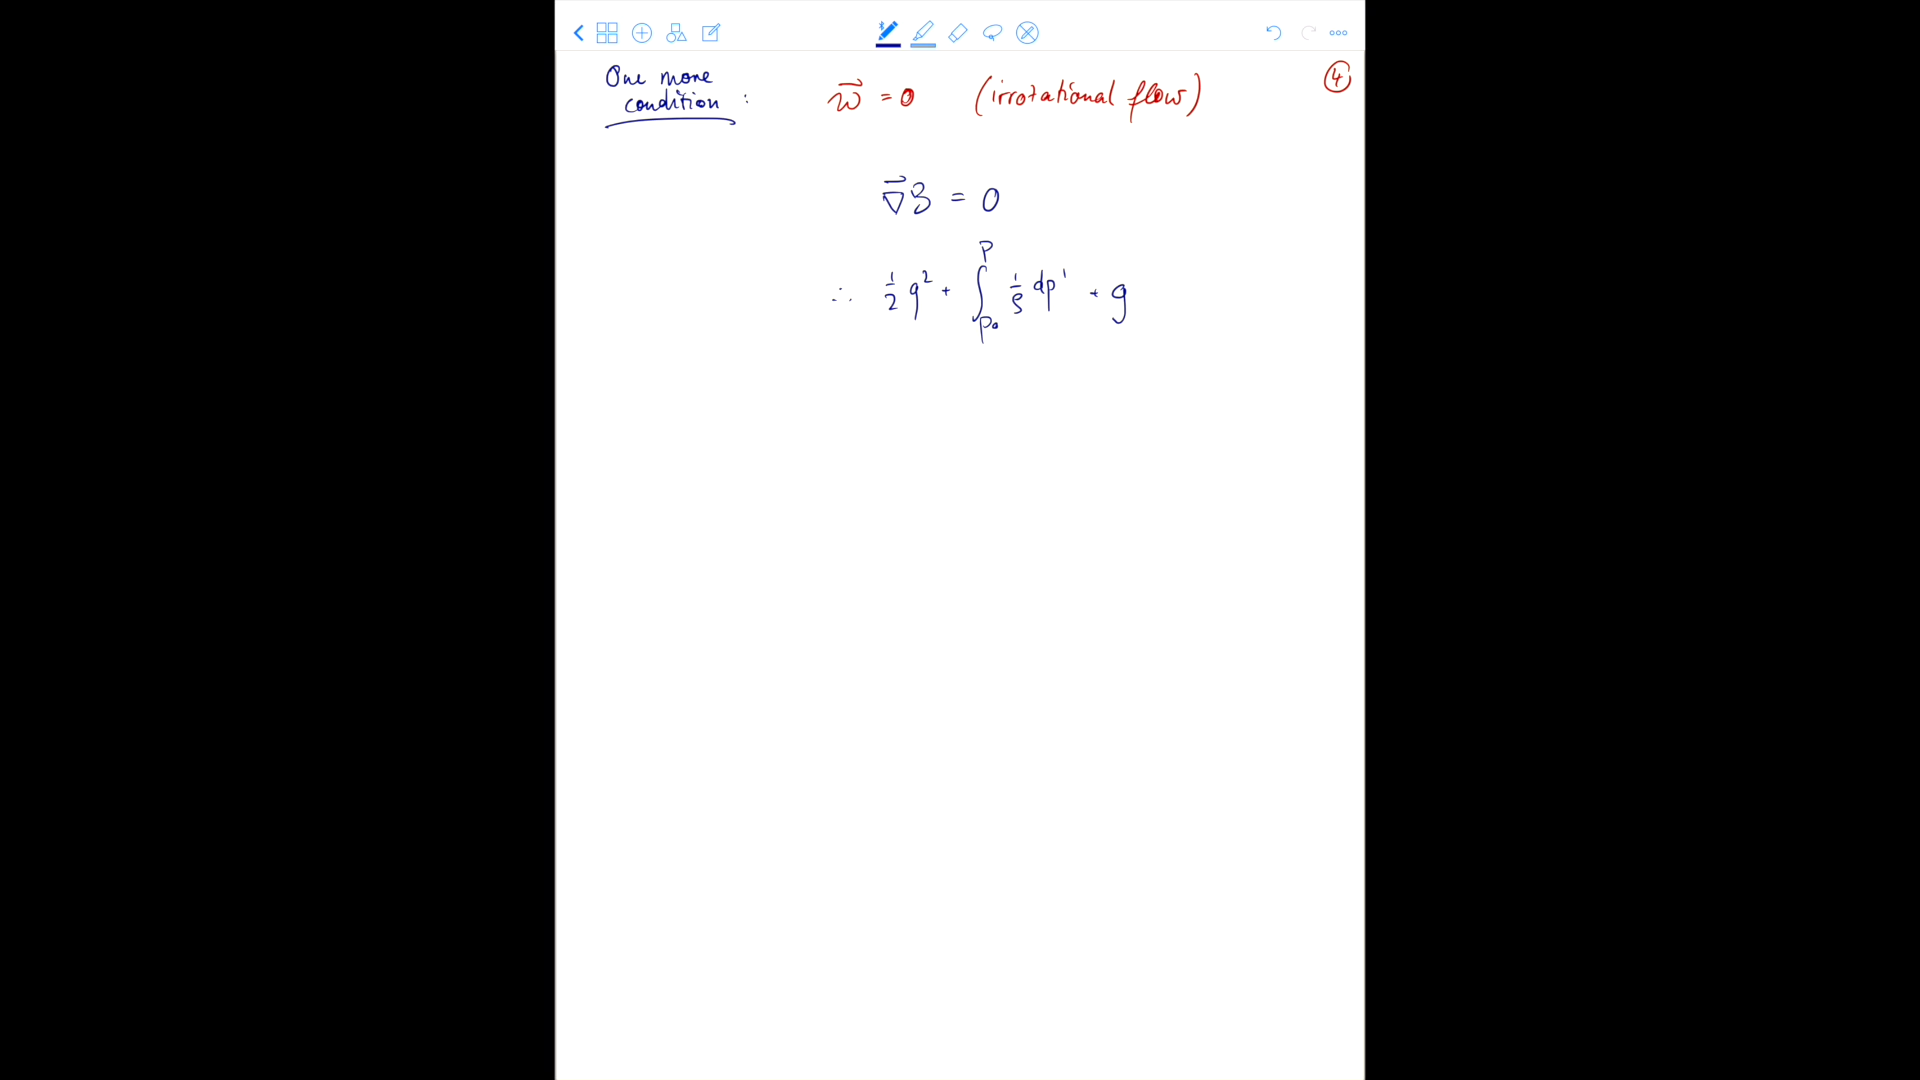 One more
condition : w⃗ = 0 (irrotational flow) ④
∇⃗B = 0
∴ ½ q² + ∫_{p₀}^{p} 1/ρ dp' + g